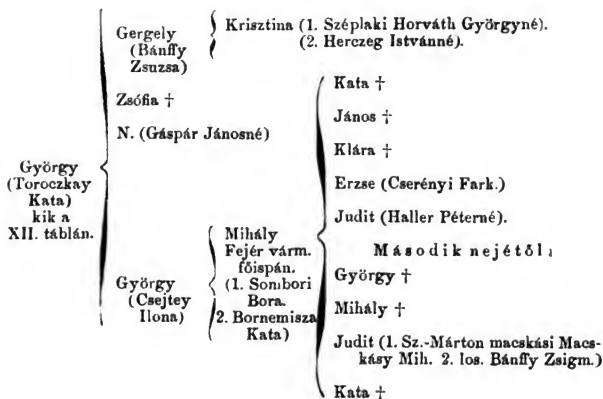 György
(Toroczkay
Kata)
kik a
XII. táblán.
Gergely
(Bánffy
Zsuzsa)
Zsófia †
N. (Gáspár Jánosné)
György
(Csejtey
Ilona)
Krisztina (1. Széplaki Horváth Györgyné).
(2. Herczeg Istvánné).
Mihály
Fejér várm.
főispán.
(1. Sombori
Bora.
2. Bornemisza
Kata)
Kata †
János †
Klára †
Erzse (Cserényi Fark.)
Judit (Haller Péterné).
Második nejétől:
György †
Mihály †
Judit (1. Sz.-Márton macskási Macs-
kásy Mih. 2. los. Bánffy Zsigm.)
Kata †